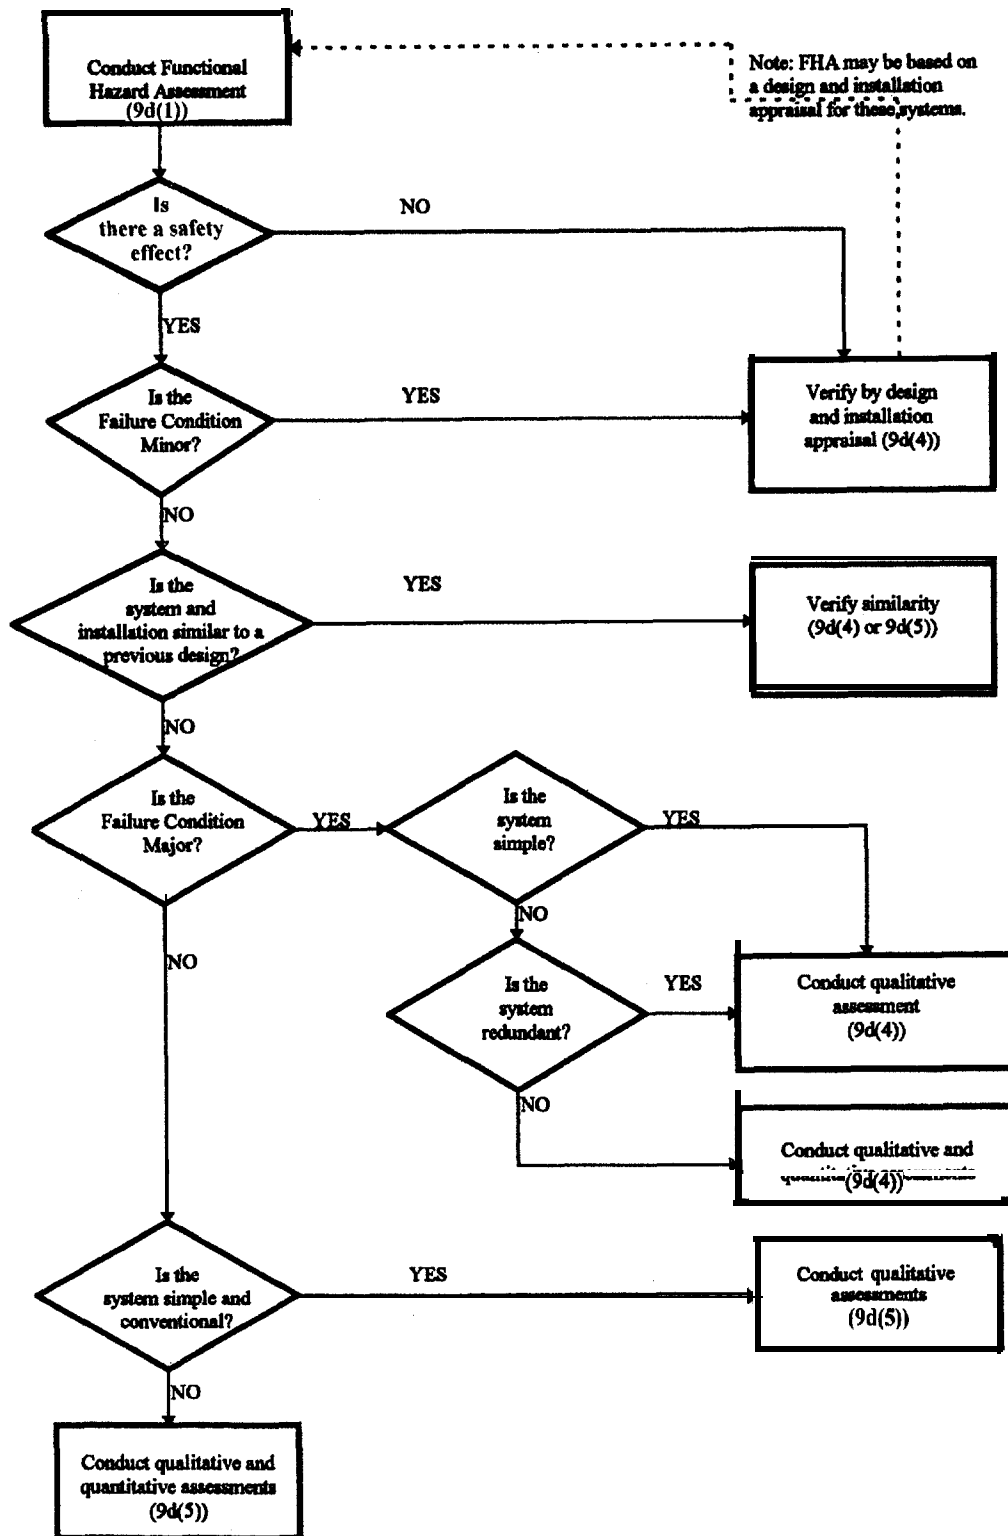 Conduct Functional
Hazard Assessment
(9d(1))
Note: FHA may be based on
a design and installation
appraisal for these systems.
Is
there a safety
effect?
NO
YES
Is the
Failure Condition
Minor?
YES
Verify by design
and installation
appraisal (9d(4))
NO
Is the
system and
installation similar to a
previous design?
YES
Verify similarity
(9d(4) or 9d(5))
NO
Is the
Failure Condition
Major?
YES
Is the
system
simple?
YES
NO
NO
Is the
system
redundant?
YES
Conduct qualitative
assessment
(9d(4))
NO
Conduct qualitative and
(9d(4))
Is the
system simple and
conventional?
YES
Conduct qualitative
assessments
(9d(5))
NO
Conduct qualitative and
quantitative assessments
(9d(5))